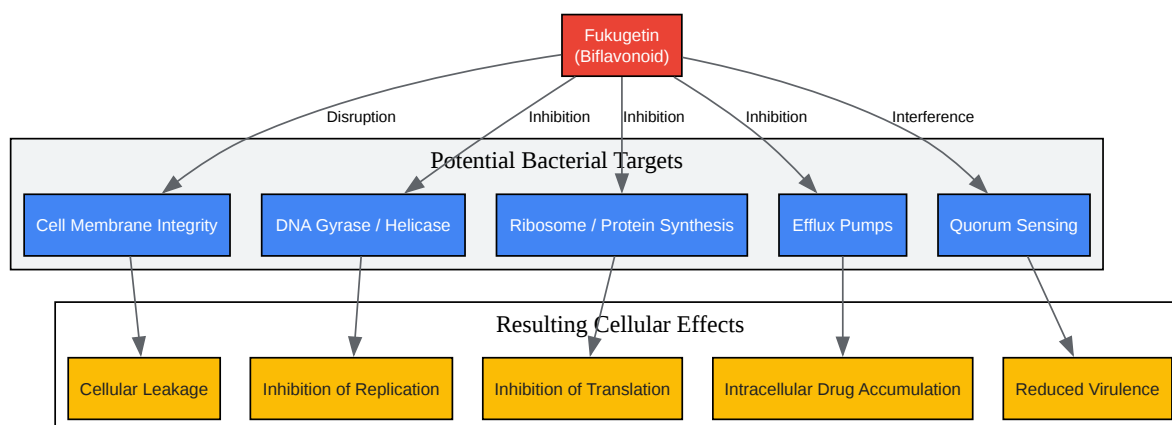 Fukugetin
(Biflavonoid)
Disruption
Inhibition
Inhibition
Inhibition
Interference
Potential Bacterial Targets
Cell Membrane Integrity
DNA Gyrase / Helicase
Ribosome / Protein Synthesis
Efflux Pumps
Quorum Sensing
Resulting Cellular Effects
Cellular Leakage
Inhibition of Replication
Inhibition of Translation
Intracellular Drug Accumulation
Reduced Virulence